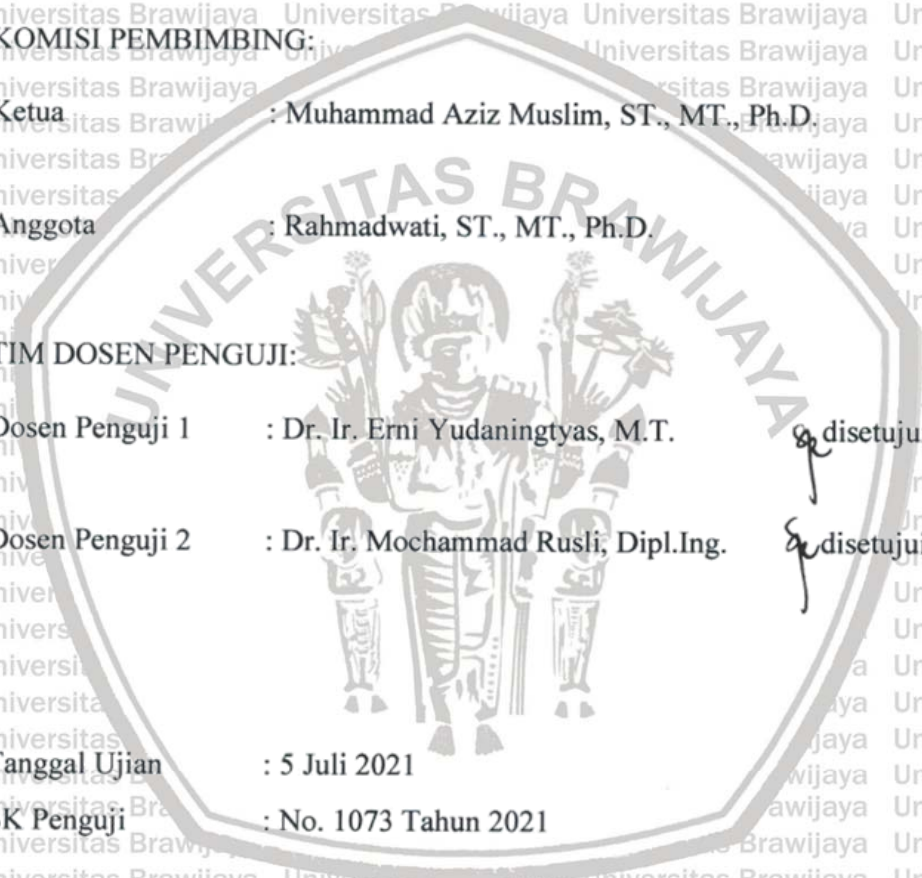 KOMISI PEMBIMBING:
Ketua : Muhammad Aziz Muslim, ST., MT., Ph.D.
Anggota : Rahmadwati, ST., MT., Ph.D.
UNIVERSITAS BRAWIJAYA
TIM DOSEN PENGUJI:
Dosen Penguji 1 : Dr. Ir. Erni Yudaningtyas, M.T. disetuju
Dosen Penguji 2 : Dr. Ir. Mochammad Rusli, Dipl.Ing. disetujui
Tanggal Ujian : 5 Juli 2021
SK Penguji : No. 1073 Tahun 2021